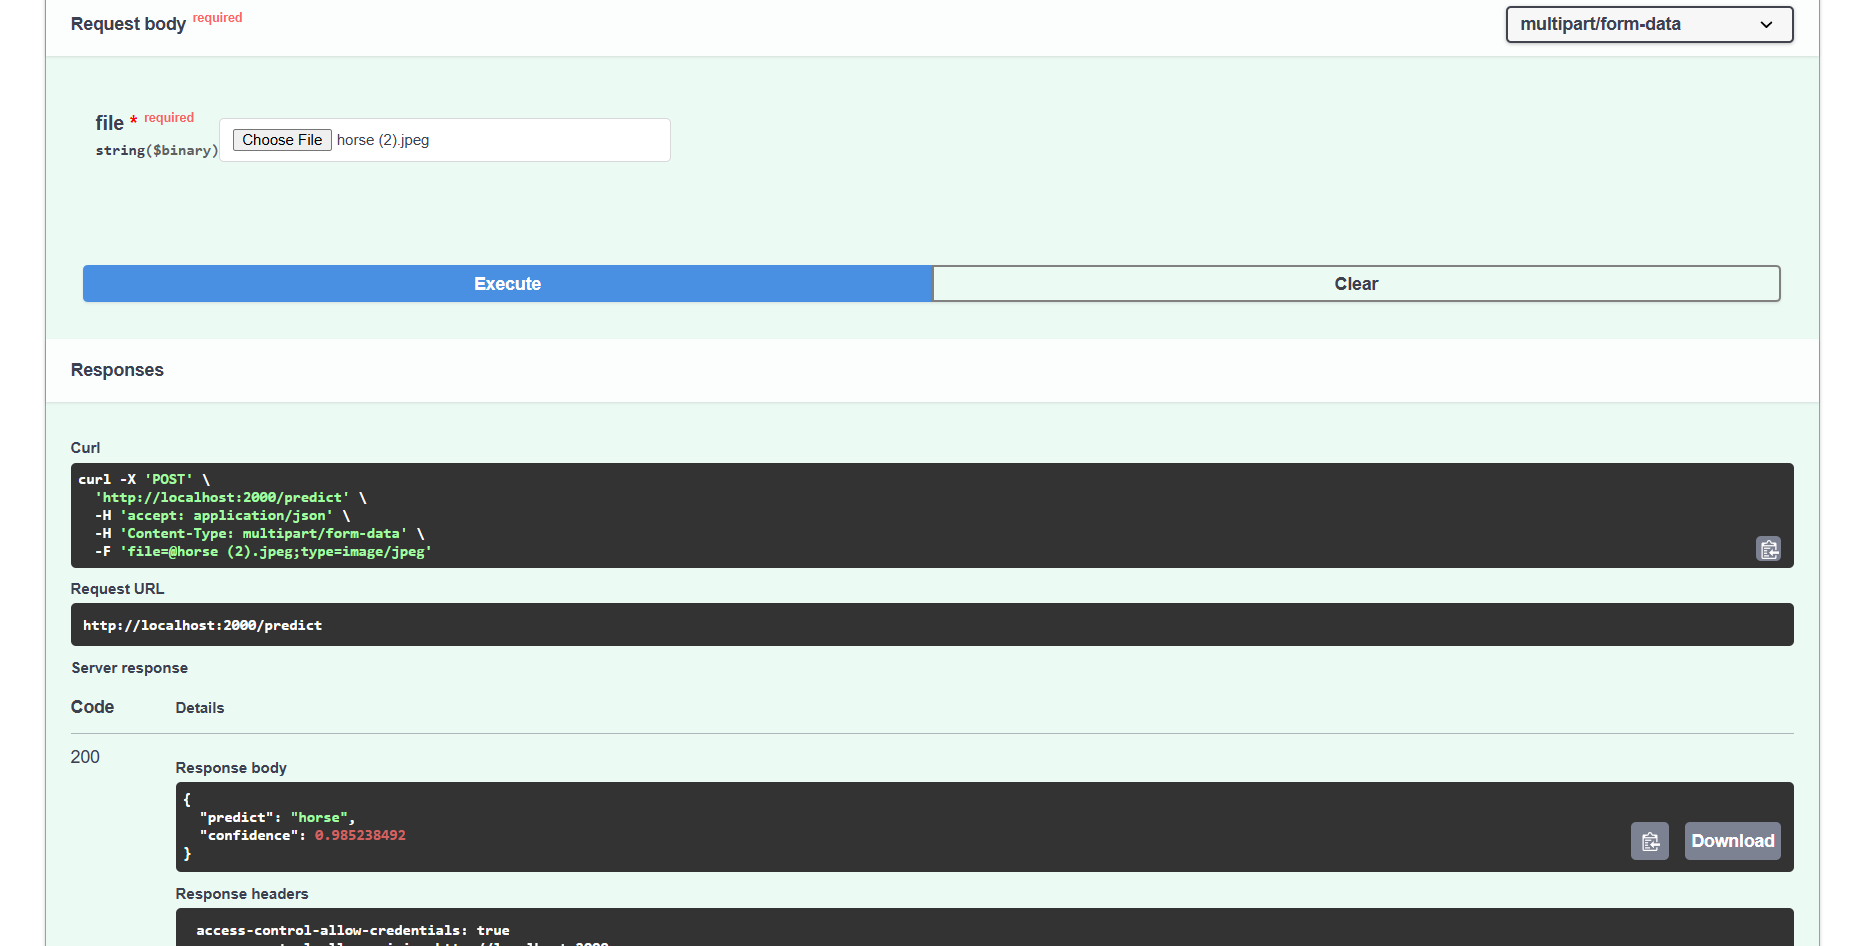 Request body required
multipart/form-data
file * required
string($binary)
Choose File horse (2).jpeg
Execute
Clear
Responses
Curl
curl -X 'POST' \
'http://localhost:2000/predict' \
-H 'accept: application/json' \
-H 'Content-Type: multipart/form-data' \
-F 'file=@horse (2).jpeg;type=image/jpeg'
Request URL
http://localhost:2000/predict
Server response
Code Details
200
Response body
{
"predict": "horse",
"confidence": 0.985238492
}
Download
Response headers
access-control-allow-credentials: true